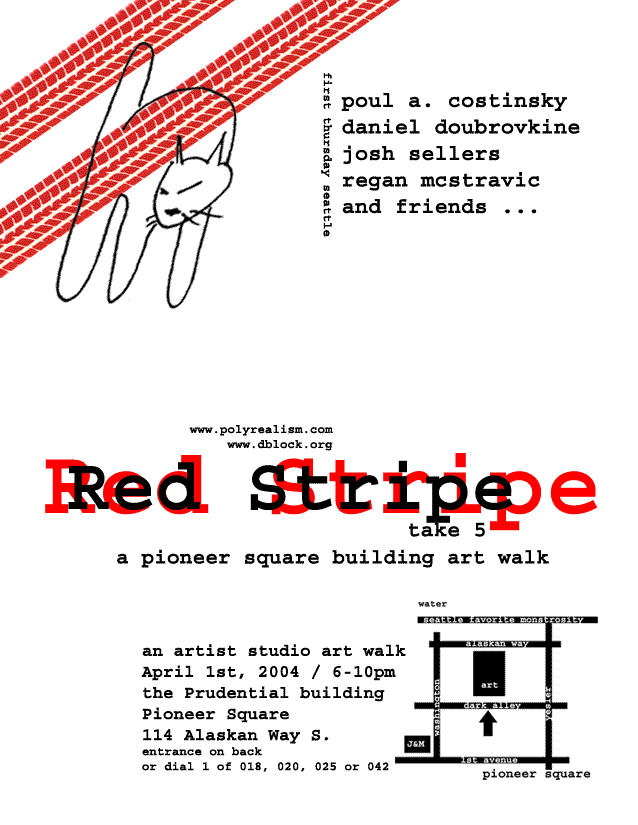 first thursday seattle
poul a. costinsky
daniel doubrovkine
josh sellers
regan mcstravic
and friends ...
www.polyrealism.com
www.dblock.org
Red Stripe
Red Stripe
take 5
a pioneer square building art walk
an artist studio art walk
April 1st, 2004 / 6-10pm
the Prudential building
Pioneer Square
114 Alaskan Way S.
entrance on back
or dial 1 of 018, 020, 025 or 042
water
seattle favorite monstrosity
alaskan way
art
washington
yesler
dark alley
J&M
1st avenue
pioneer square